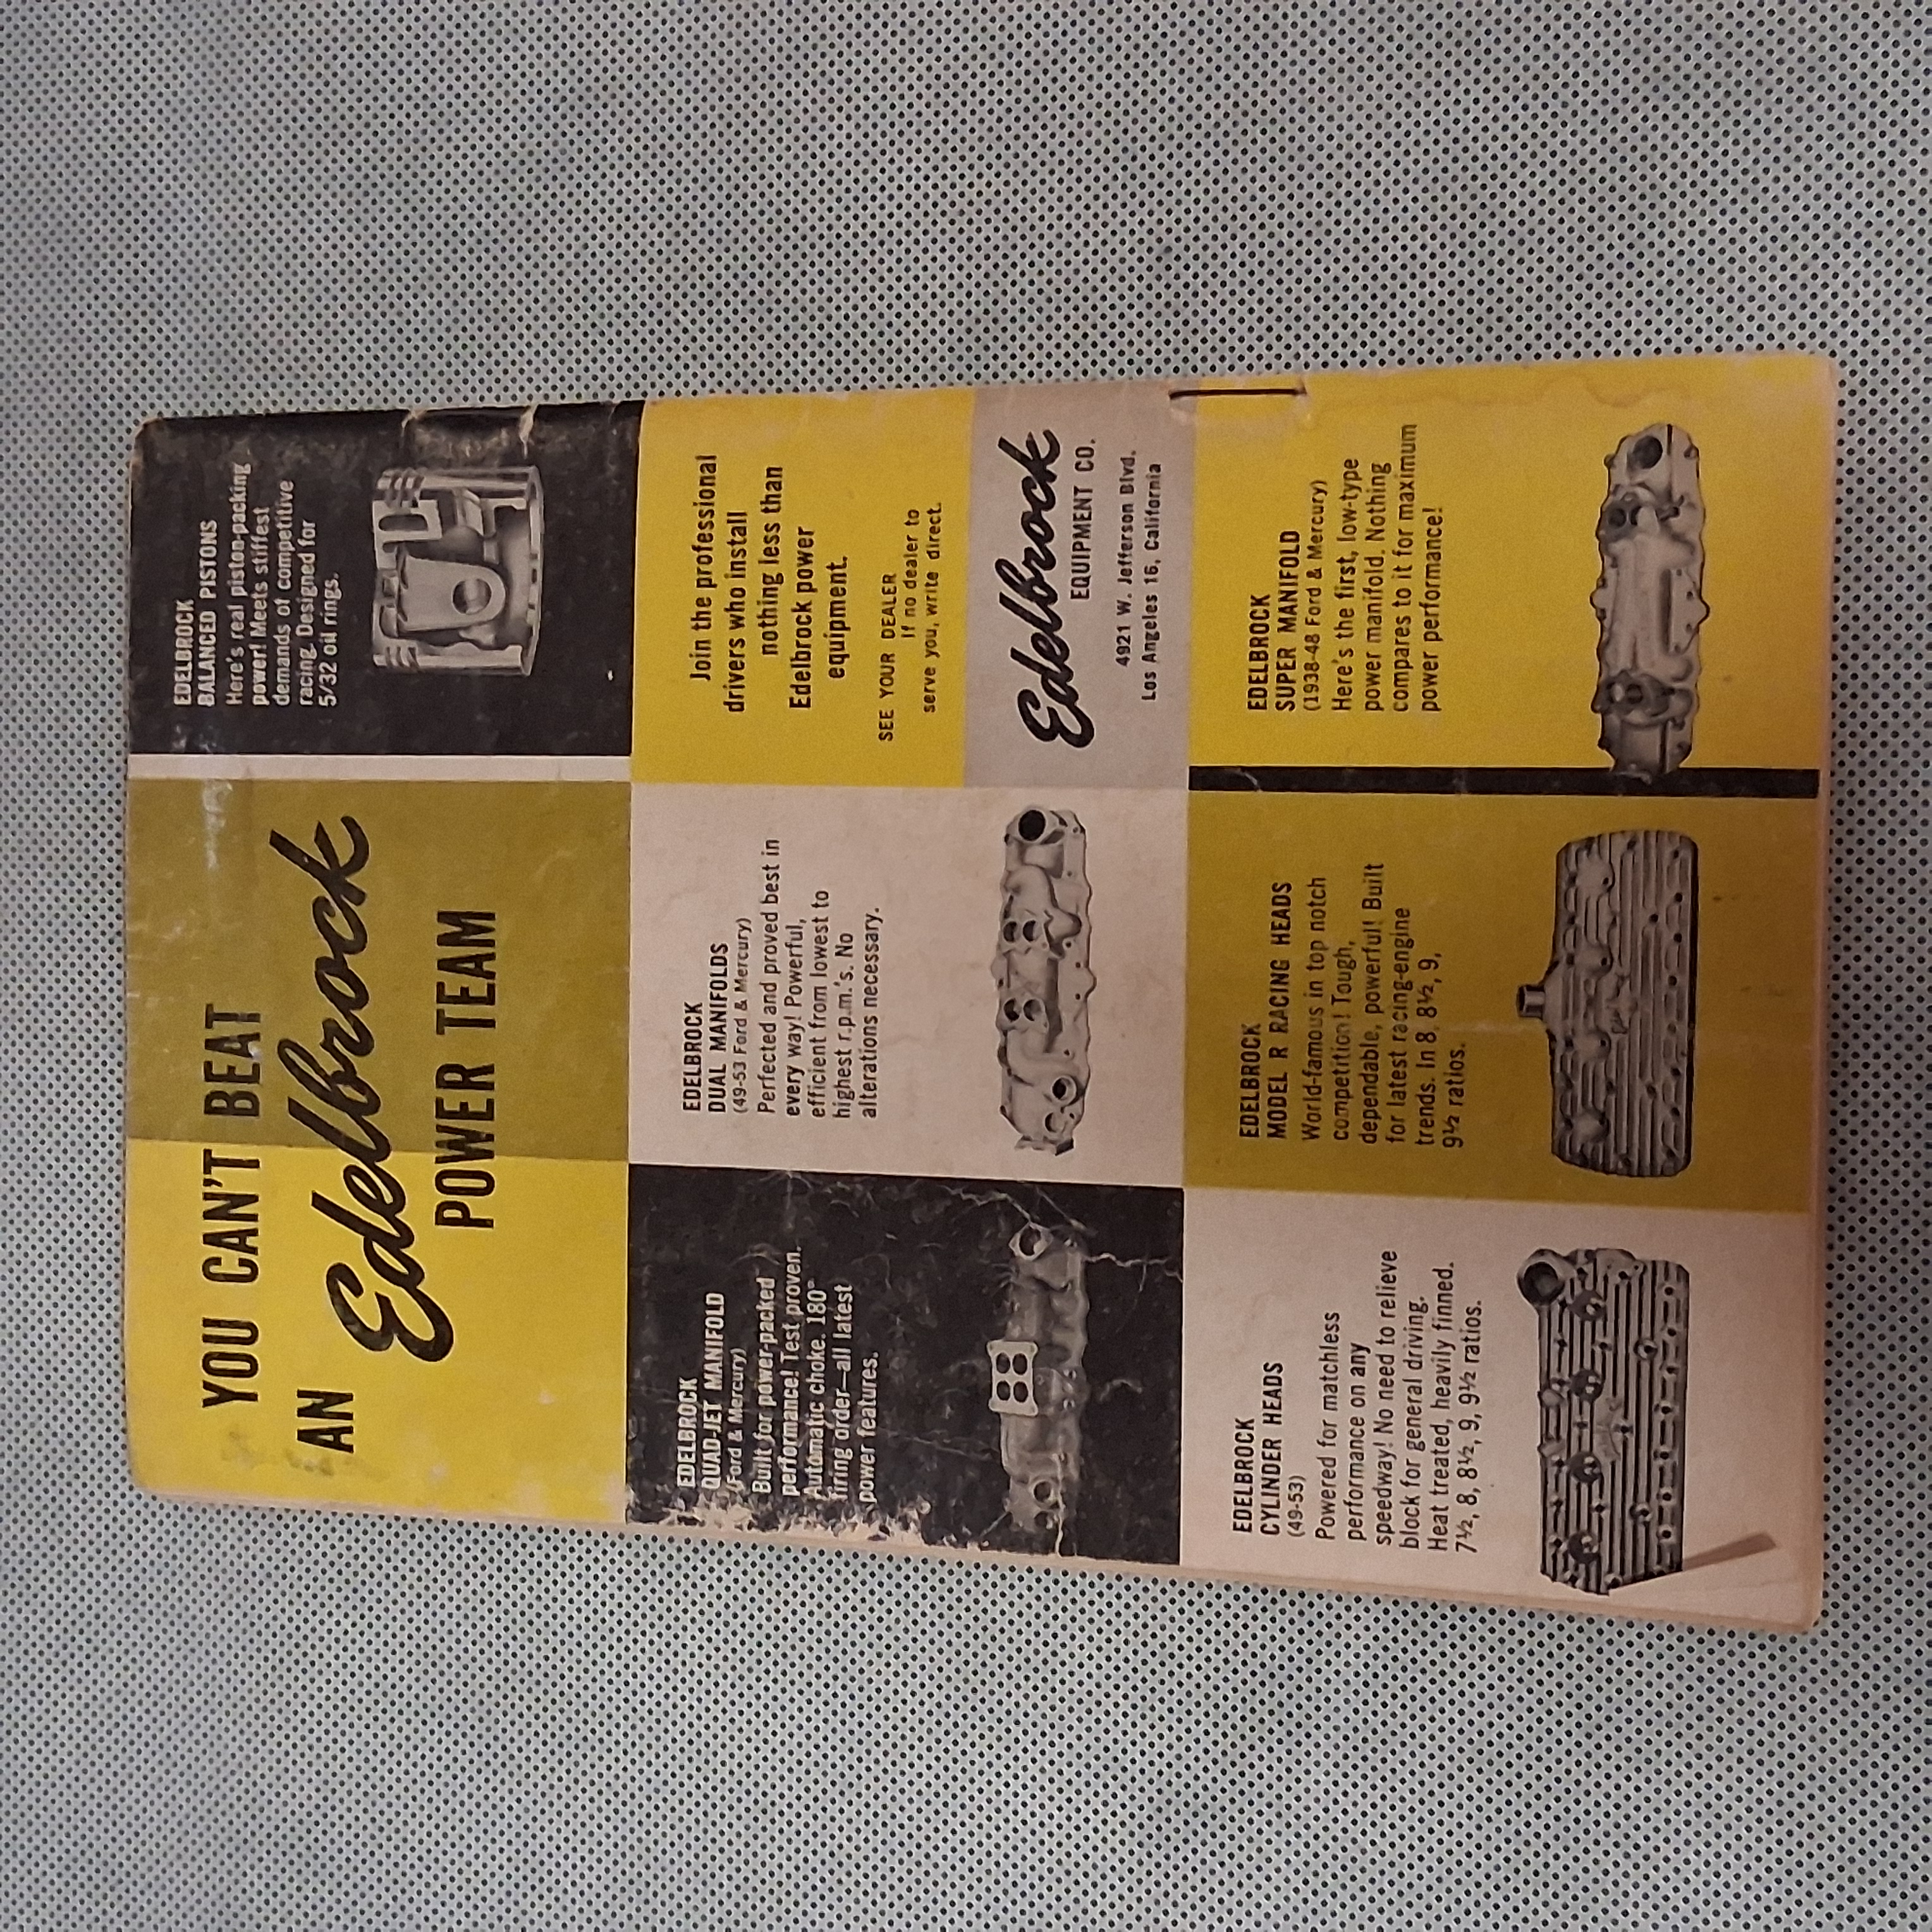 YOU CAN'T BEAT
AN Edelbrock
POWER TEAM
EDELBROCK
BALANCED PISTONS
Here's real piston-packing
power! Meets stiffest
demands of competitive
racing. Designed for
5/32 oil rings.
EDELBROCK
QUAD-JET MANIFOLD
(Ford & Mercury)
Built for power-packed
performance! Test proven.
Automatic choke. 180°
firing order—all latest
power features.
EDELBROCK
DUAL MANIFOLDS
(49-53 Ford & Mercury)
Perfected and proved best in
every way! Powerful,
efficient from lowest to
highest r.p.m.'s. No
alterations necessary.
Join the professional
drivers who install
nothing less than
Edelbrock power
equipment.
SEE YOUR DEALER
If no dealer to
serve you, write direct.
Edelbrock
EQUIPMENT CO.
4921 W. Jefferson Blvd.
Los Angeles 16, California
EDELBROCK
CYLINDER HEADS
(49-53)
Powered for matchless
performance on any
speedway! No need to relieve
block for general driving.
Heat treated, heavily finned.
7½, 8, 8½, 9, 9½ ratios.
EDELBROCK
MODEL R RACING HEADS
World-famous in top notch
competition! Tough,
dependable, powerful! Built
for latest racing-engine
trends. In 8, 8½, 9,
9½ ratios.
EDELBROCK
SUPER MANIFOLD
(1938-48 Ford & Mercury)
Here's the first, low-type
power manifold. Nothing
compares to it for maximum
power performance!